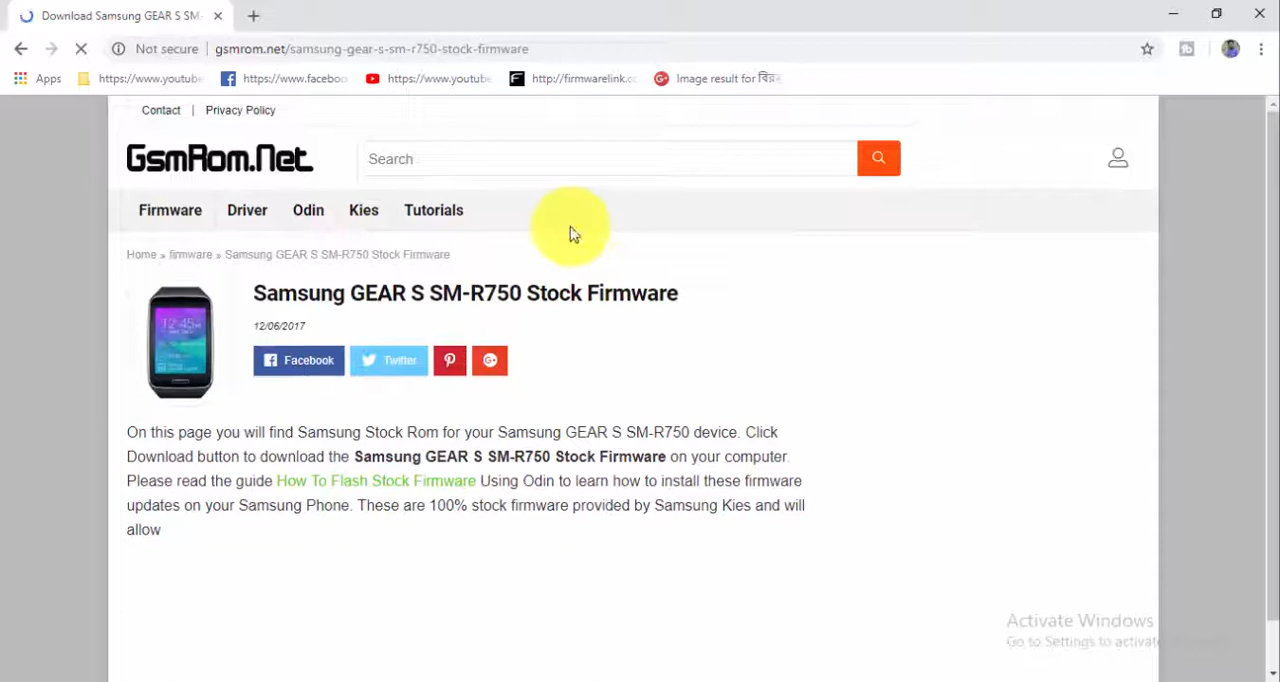 Download Samsung GEAR S SM-
Not secure gsmrom.net/samsung-gear-s-sm-r750-stock-firmware
Apps https://www.youtube https://www.faceboo https://www.youtube http://firmwarelink.cc Image result for
Contact | Privacy Policy
GsmRom.Net
Search
Firmware Driver Odin Kies Tutorials
Home » firmware » Samsung GEAR S SM-R750 Stock Firmware
12:45
Samsung GEAR S SM-R750 Stock Firmware
12/06/2017
Facebook Twitter
On this page you will find Samsung Stock Rom for your Samsung GEAR S SM-R750 device. Click
Download button to download the Samsung GEAR S SM-R750 Stock Firmware on your computer.
Please read the guide How To Flash Stock Firmware Using Odin to learn how to install these firmware
updates on your Samsung Phone. These are 100% stock firmware provided by Samsung Kies and will
allow
Activate Windows
Go to Settings to activate